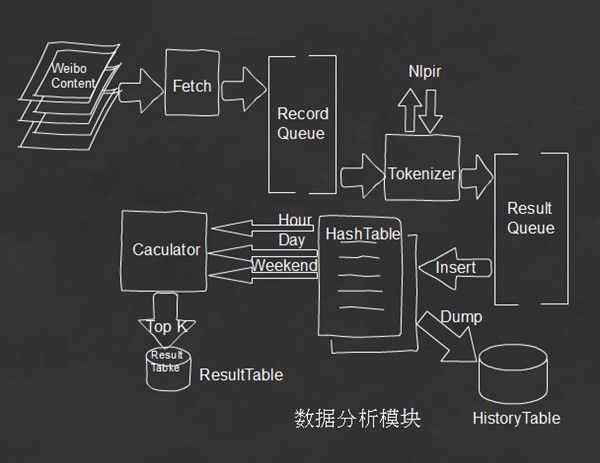 Weibo
Content
Fetch
Record
Queue
Nlpir
Tokenizer
Result
Queue
Insert
HashTable
Hour
Day
Weekend
Caculator
Top K
Result
Tabke
ResultTable
Dump
HistoryTable
数据分析模块